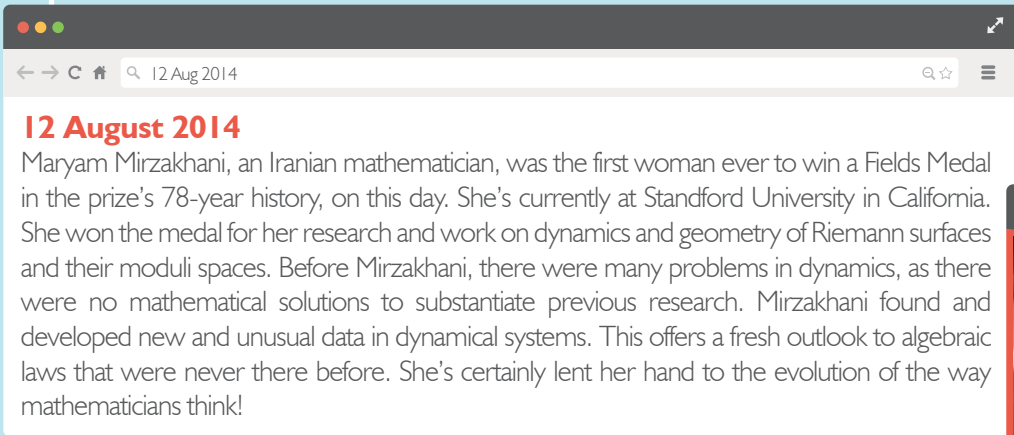 12 Aug 2014
12 August 2014
Maryam Mirzakhani, an Iranian mathematician, was the first woman ever to win a Fields Medal
in the prize's 78-year history, on this day. She's currently at Standford University in California.
She won the medal for her research and work on dynamics and geometry of Riemann surfaces
and their moduli spaces. Before Mirzakhani, there were many problems in dynamics, as there
were no mathematical solutions to substantiate previous research. Mirzakhani found and
developed new and unusual data in dynamical systems. This offers a fresh outlook to algebraic
laws that were never there before. She's certainly lent her hand to the evolution of the way
mathematicians think!